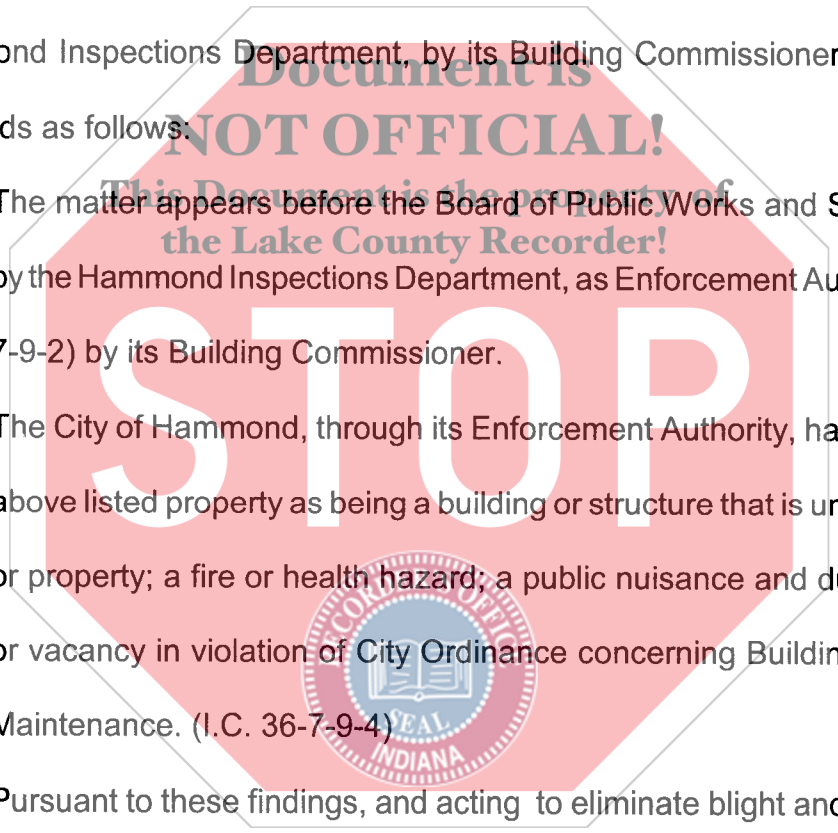 ond Inspections Department, by its Building Commissioner
Document is
ds as follows:
NOT OFFICIAL!
This Document is the property of
The matter appears before the Board of Public Works and S
the Lake County Recorder!
by the Hammond Inspections Department, as Enforcement Au
7-9-2) by its Building Commissioner.
STOP
The City of Hammond, through its Enforcement Authority, ha
above listed property as being a building or structure that is un
or property; a fire or health hazard; a public nuisance and d
RECORDER'S OFFICE
or vacancy in violation of City Ordinance concerning Buildin
Maintenance. (I.C. 36-7-9-4)
SEAL
INDIANA
Pursuant to these findings, and acting to eliminate blight and